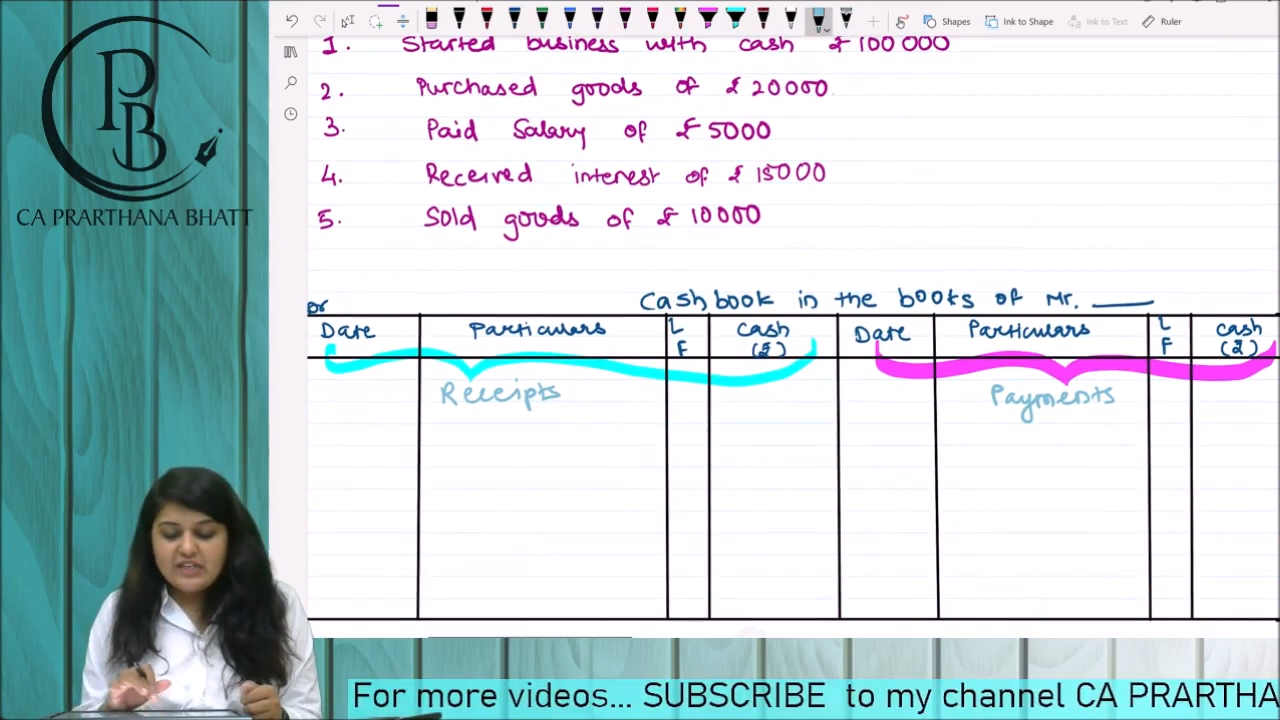 P
B
CA PRARTHANA BHATT
Shapes
Ink to Shape
Ink to Text
Ruler
1. Started business with cash ₹ 100 000
2. Purchased goods of ₹ 20000
3. Paid Salary of ₹ 5000
4. Received interest of ₹ 15000
5. Sold goods of ₹ 10000
Cash book in the books of Mr. ____
Date Particulars L F Cash (₹) Date Particulars L F Cash (₹)
Receipts Payments
For more videos... SUBSCRIBE to my channel CA PRARTHA